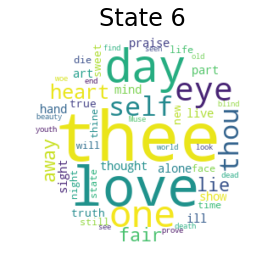 State 6
find seen life old
praise
sweet
die day eye
woe
art part
end heart mind
beauty hand true self new live blind
youth thine
thee thou
away will
sight thought alone face
world look
night state love lie
dead
truth one show
still time
fair ill
see death prove
Muse